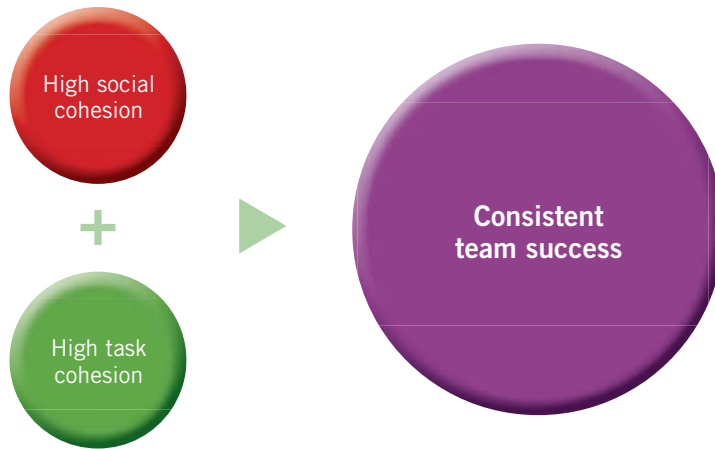 High social
cohesion
+
High task
cohesion
Consistent
team success